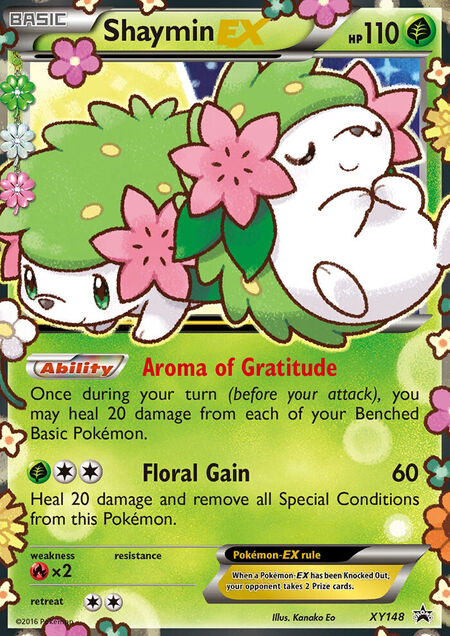 BASIC
Shaymin EX HP110
Ability Aroma of Gratitude
Once during your turn (before your attack), you
may heal 20 damage from each of your Benched
Basic Pokémon.
Floral Gain 60
Heal 20 damage and remove all Special Conditions
from this Pokémon.
weakness resistance
×2
retreat
Pokémon-EX rule
When a Pokémon-EX has been Knocked Out,
your opponent takes 2 Prize cards.
©2016 Pokémon
Illus. Kanako Eo XY148